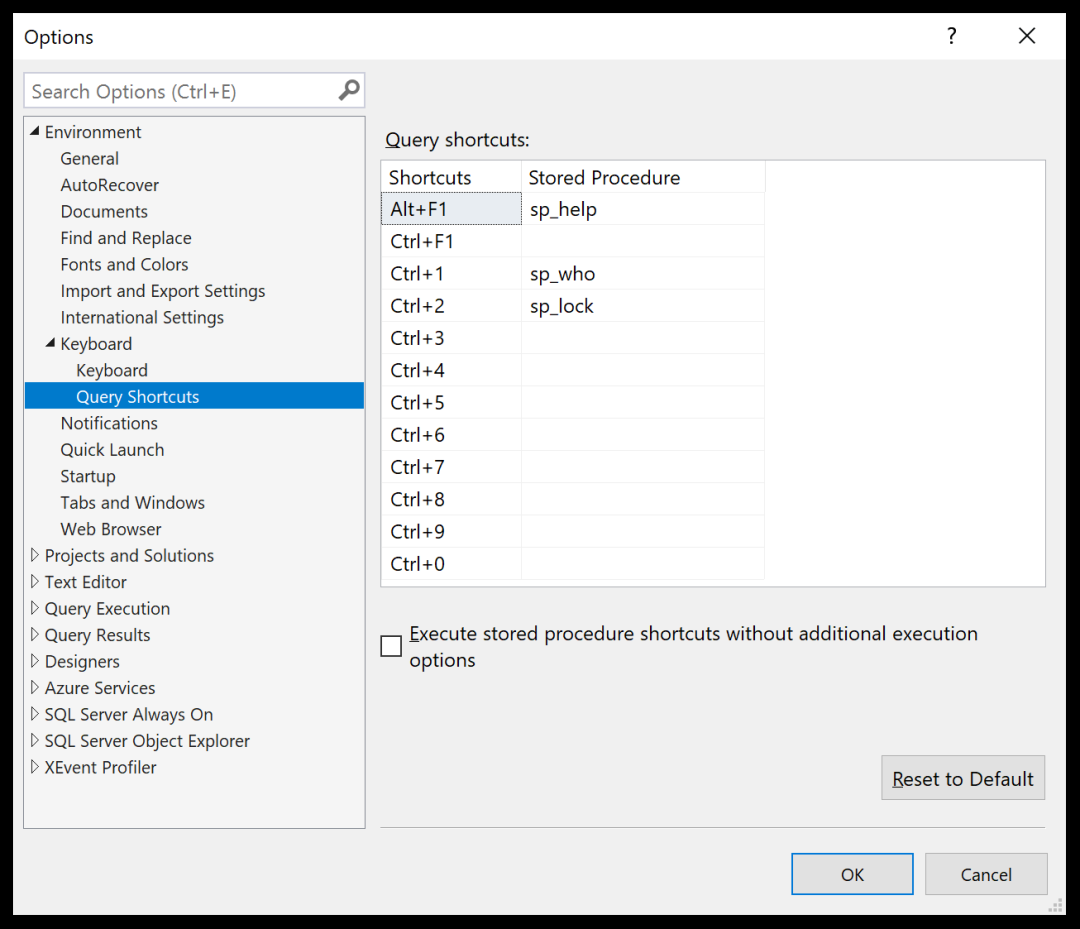 Options
?
Search Options (Ctrl+E)
Environment
General
AutoRecover
Documents
Find and Replace
Fonts and Colors
Import and Export Settings
International Settings
Keyboard
Keyboard
Query Shortcuts
Notifications
Quick Launch
Startup
Tabs and Windows
Web Browser
Projects and Solutions
Text Editor
Query Execution
Query Results
Designers
Azure Services
SQL Server Always On
SQL Server Object Explorer
XEvent Profiler
Query shortcuts:
Shortcuts Stored Procedure
Alt+F1 sp_help
Ctrl+F1
Ctrl+1 sp_who
Ctrl+2 sp_lock
Ctrl+3
Ctrl+4
Ctrl+5
Ctrl+6
Ctrl+7
Ctrl+8
Ctrl+9
Ctrl+0
Execute stored procedure shortcuts without additional execution
options
Reset to Default
OK Cancel